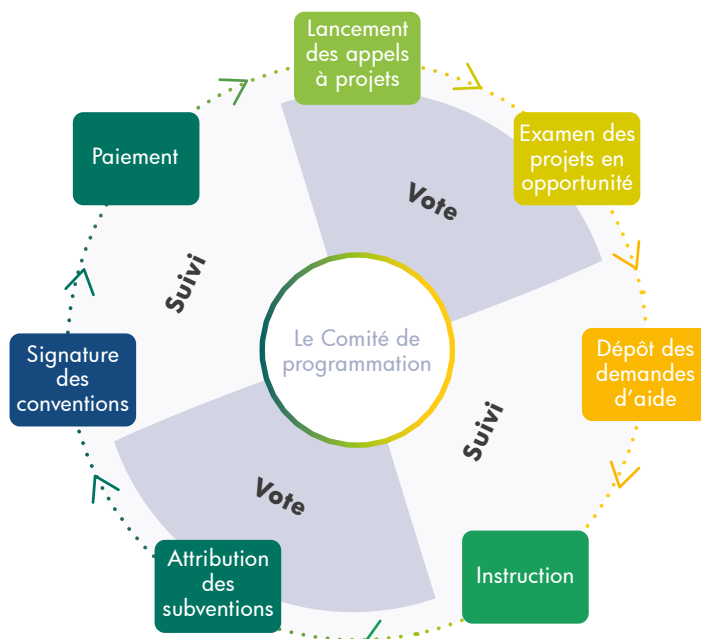 Lancement
des appels
à projets
Examen des
projets en
opportunité
Paiement
Vote
Suivi
Le Comité de
programmation
Signature
des
conventions
Dépôt des
demandes
d’aide
Suivi
Vote
Attribution
des
subventions
Instruction